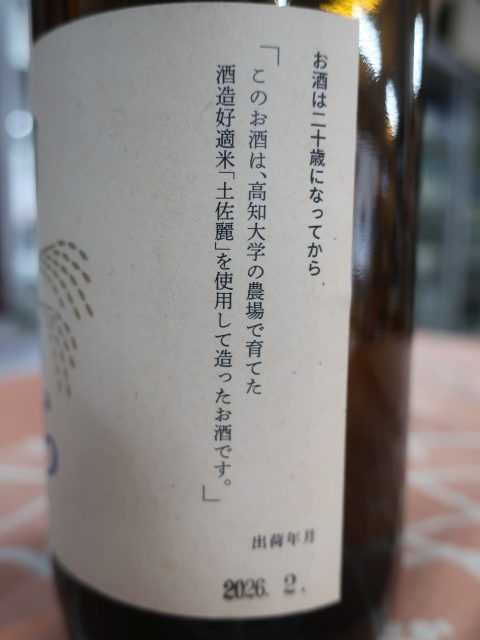 お酒は二十歳になってから
「このお酒は、高知大学の農場で育てた
酒造好適米「土佐麗」を使用して造ったお酒です。」
出荷年月
2026. 2.